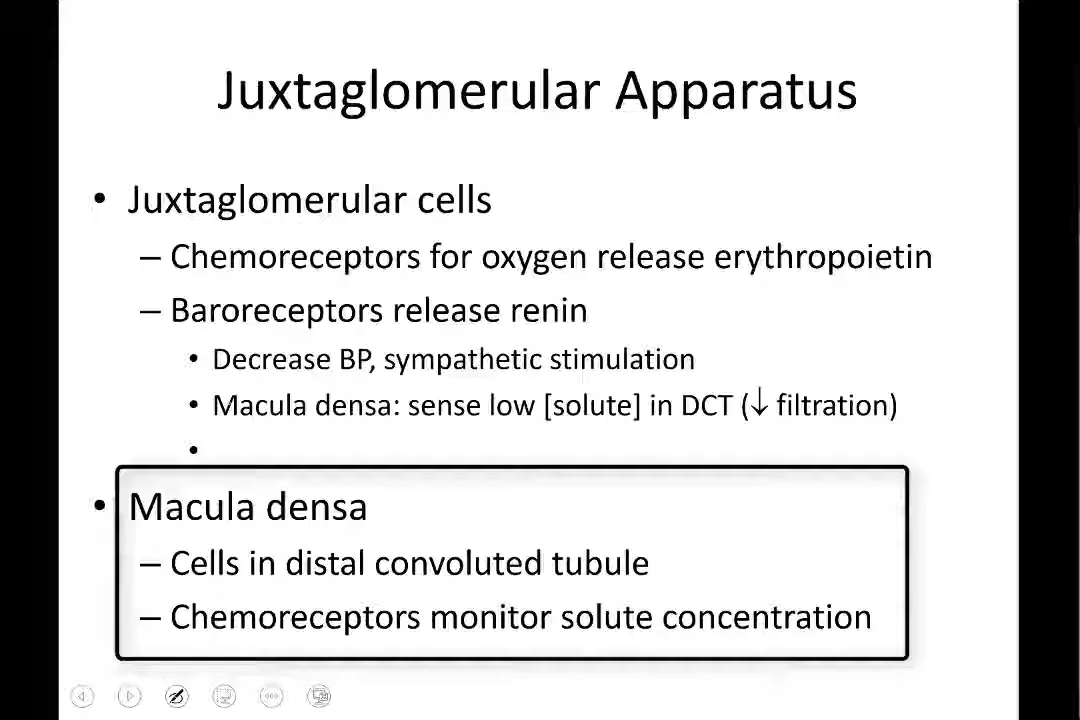 Juxtaglomerular Apparatus
• Juxtaglomerular cells
– Chemoreceptors for oxygen release erythropoietin
– Baroreceptors release renin
• Decrease BP, sympathetic stimulation
• Macula densa: sense low [solute] in DCT (↓ filtration)
•
• Macula densa
– Cells in distal convoluted tubule
– Chemoreceptors monitor solute concentration